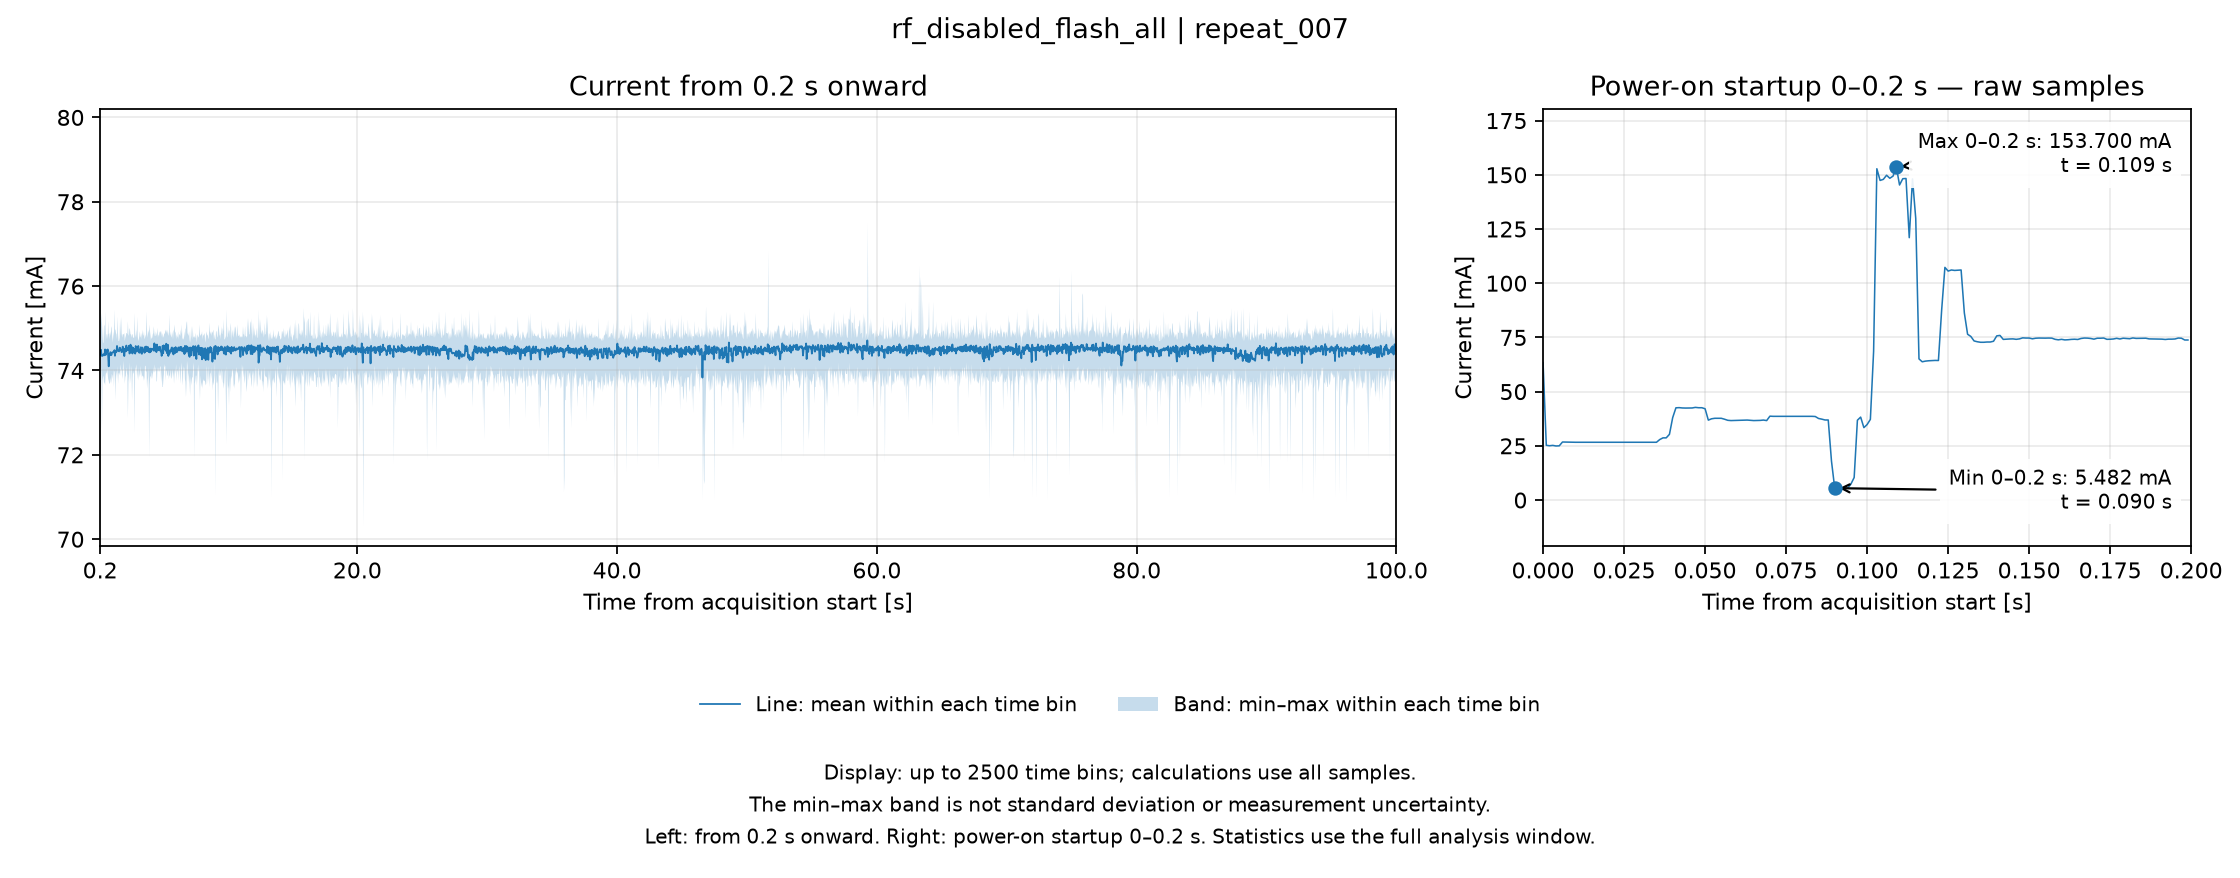 rf_disabled_flash_all | repeat_007
Current from 0.2 s onward
80
78
76
74
72
70
Current [mA]
0.2
20.0
40.0
60.0
80.0
100.0
Time from acquisition start [s]
Power-on startup 0–0.2 s — raw samples
175
150
125
100
75
50
25
0
Current [mA]
Max 0–0.2 s: 153.700 mA
t = 0.109 s
Min 0–0.2 s: 5.482 mA
t = 0.090 s
0.000
0.025
0.050
0.075
0.100
0.125
0.150
0.175
0.200
Time from acquisition start [s]
Line: mean within each time bin
Band: min–max within each time bin
Display: up to 2500 time bins; calculations use all samples.
The min–max band is not standard deviation or measurement uncertainty.
Left: from 0.2 s onward. Right: power-on startup 0–0.2 s. Statistics use the full analysis window.